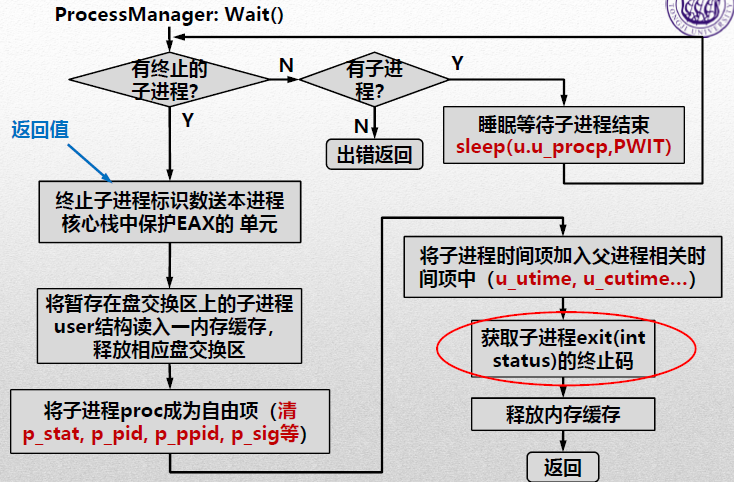 ProcessManager: Wait()
有终止的
子进程?
N
有子进
程?
Y
Y
N
出错返回
睡眠等待子进程结束
sleep(u.u_procp,PWIT)
返回值
终止子进程标识数送本进程
核心栈中保护EAX的 单元
将暂存在盘交换区上的子进程
user结构读入一内存缓存,
释放相应盘交换区
将子进程proc成为自由项（清
p_stat, p_pid, p_ppid, p_sig等）
将子进程时间项加入父进程相关时
间项中（u_utime, u_cutime…）
获取子进程exit(int
status)的终止码
释放内存缓存
返回
TONGJI UNIVERSITY